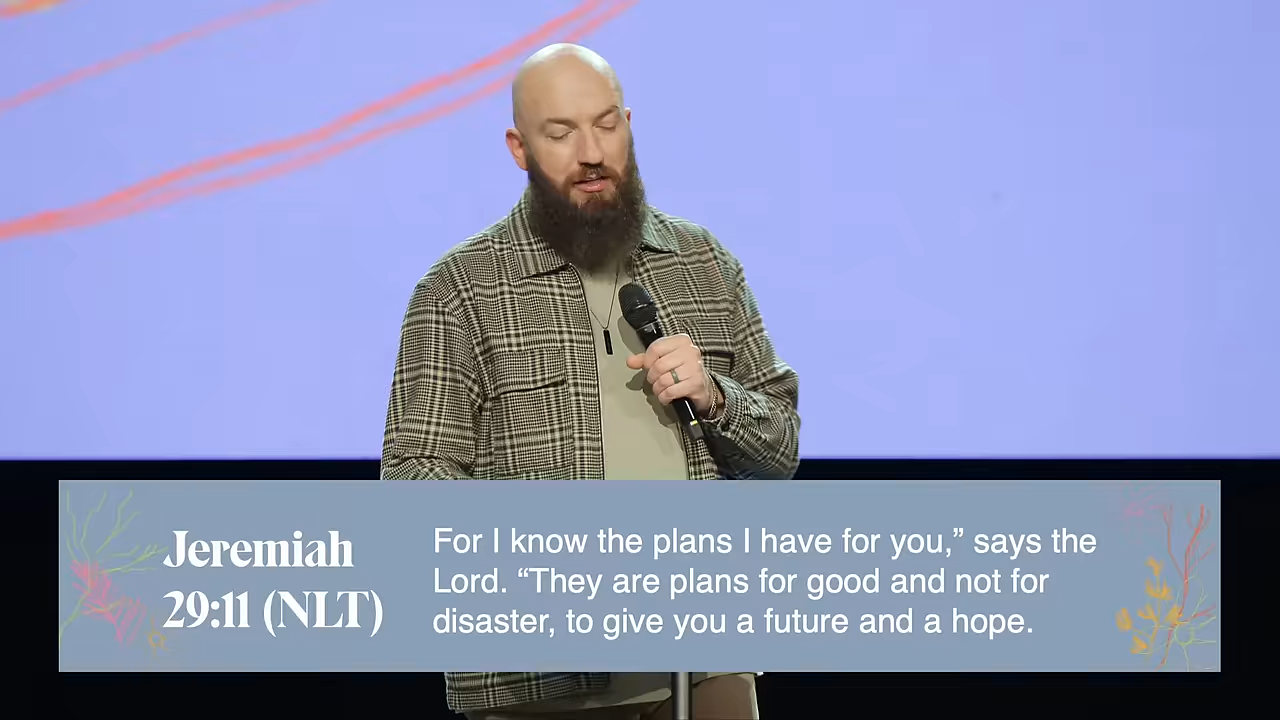 Jeremiah
29:11 (NLT)
For I know the plans I have for you,” says the
Lord. “They are plans for good and not for
disaster, to give you a future and a hope.